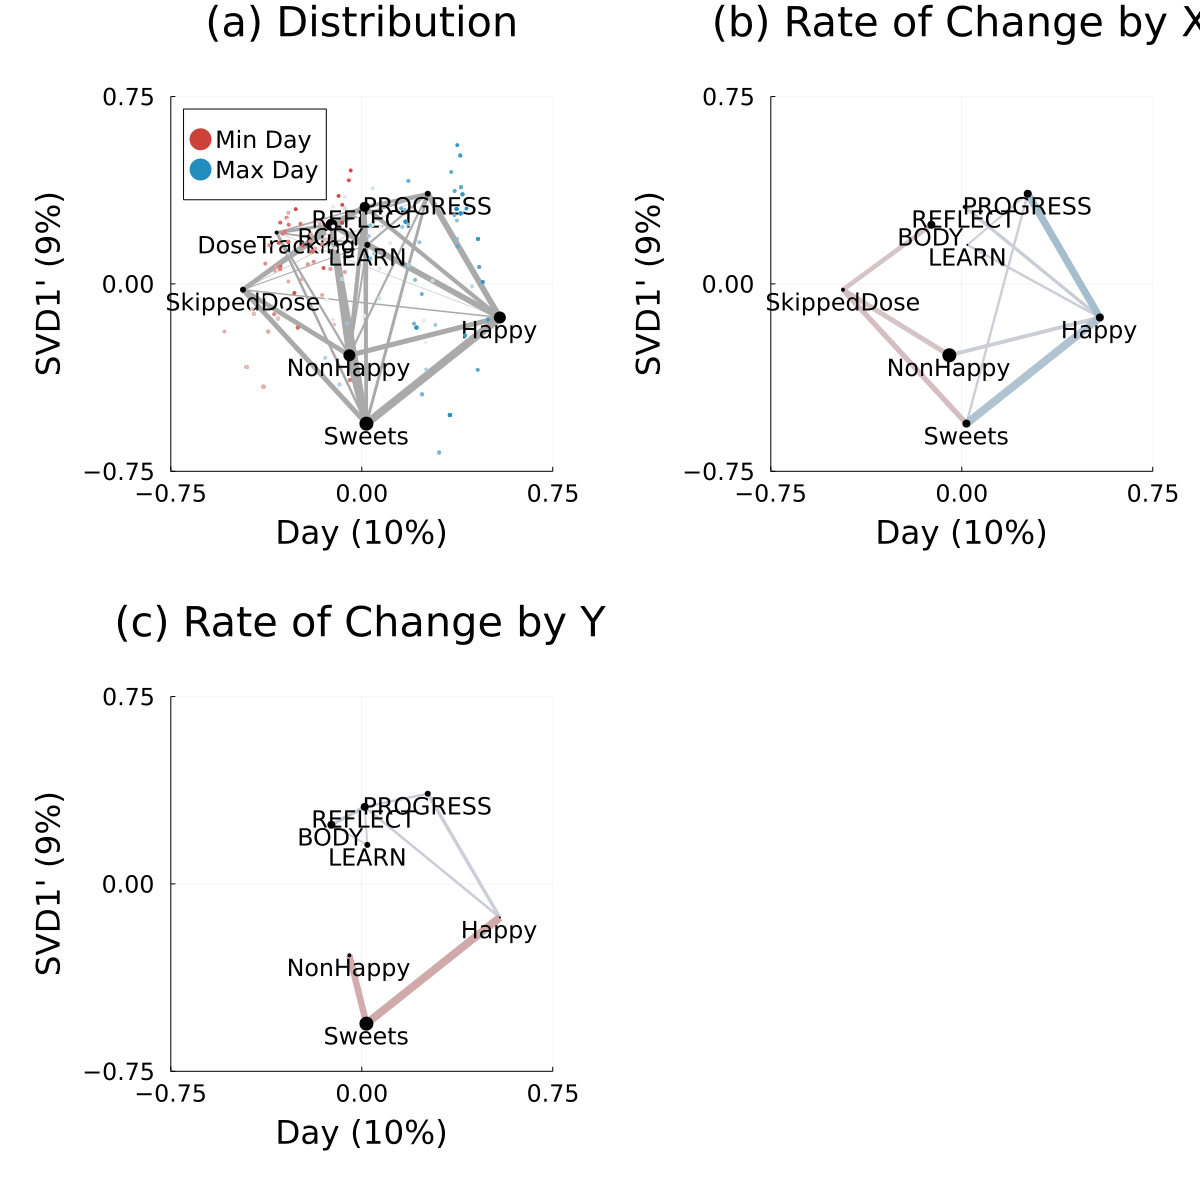 (a) Distribution
0.75
Min Day
Max Day
PROGRESS
REFLECT
BODY
DoseTracking
LEARN
0.00
SkippedDose
Happy
NonHappy
Sweets
−0.75
−0.75 0.00 0.75
Day (10%)
SVD1' (9%)
(b) Rate of Change by X
0.75
PROGRESS
REFLECT
BODY
LEARN
0.00
SkippedDose
Happy
NonHappy
Sweets
−0.75
−0.75 0.00 0.75
Day (10%)
SVD1' (9%)
(c) Rate of Change by Y
0.75
PROGRESS
REFLECT
BODY
LEARN
0.00
Happy
NonHappy
Sweets
−0.75
−0.75 0.00 0.75
Day (10%)
SVD1' (9%)